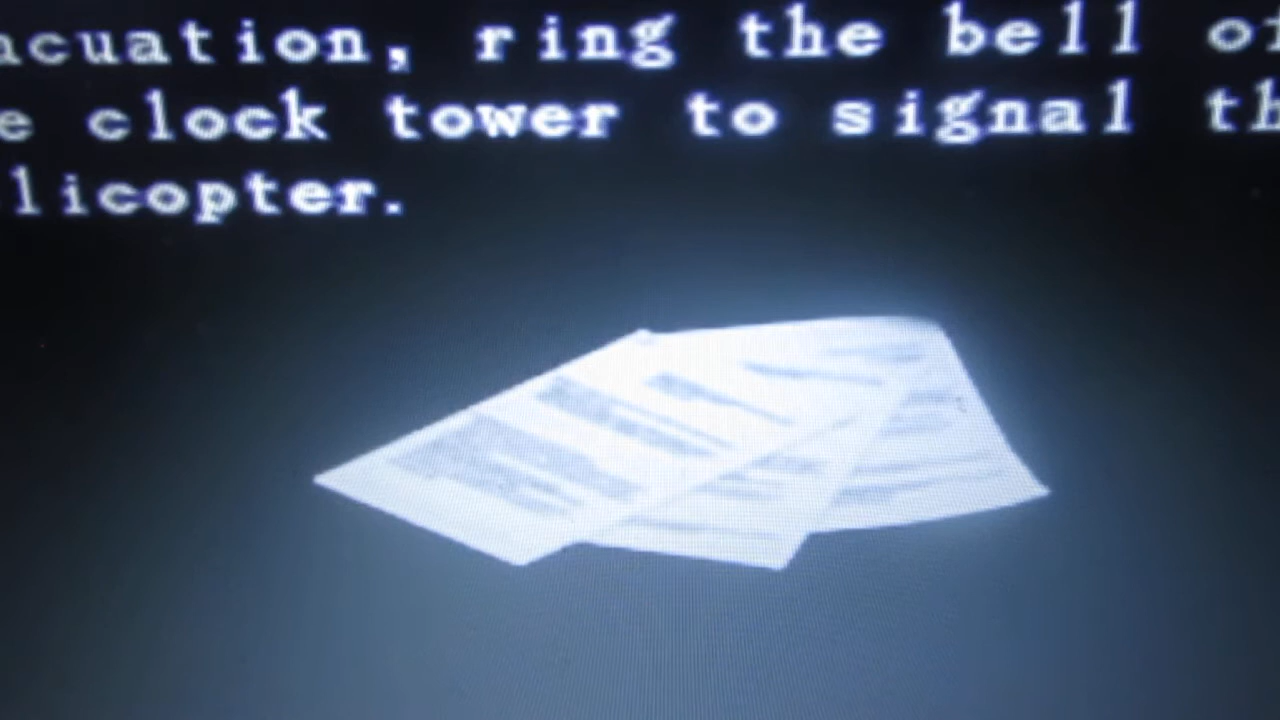 acuation, ring the bell of
e clock tower to signal th
licopter.